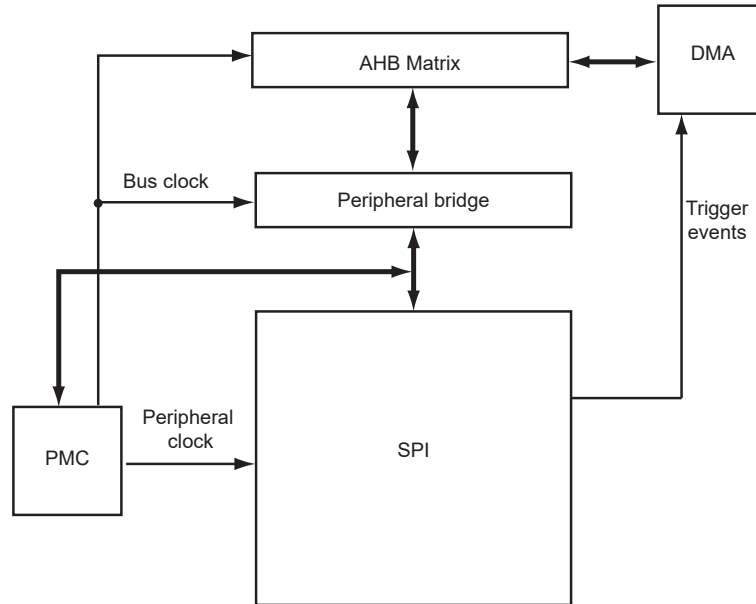 AHB Matrix
DMA
Bus clock
Peripheral bridge
Trigger
events
Peripheral
clock
PMC
SPI